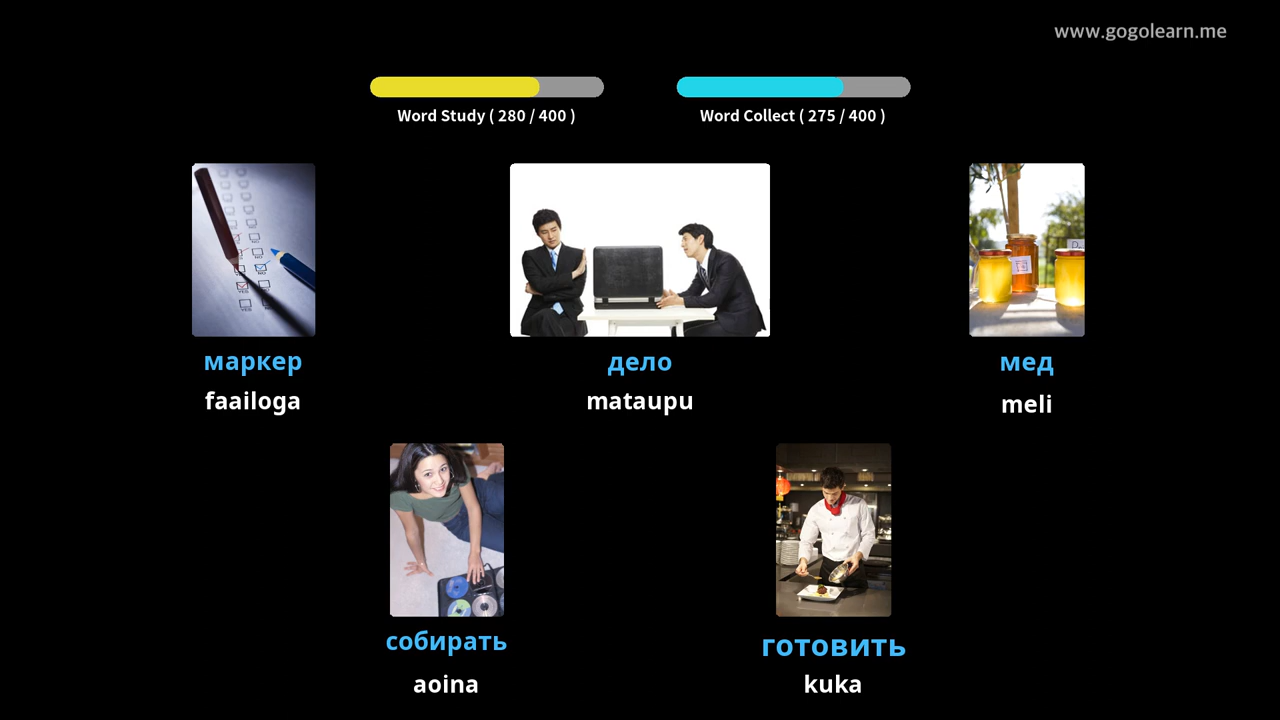 www.gogolearn.me
Word Study ( 280 / 400 )
Word Collect ( 275 / 400 )
маркер
дело
мед
faailoga
mataupu
meli
собирать
готовить
aoina
kuka